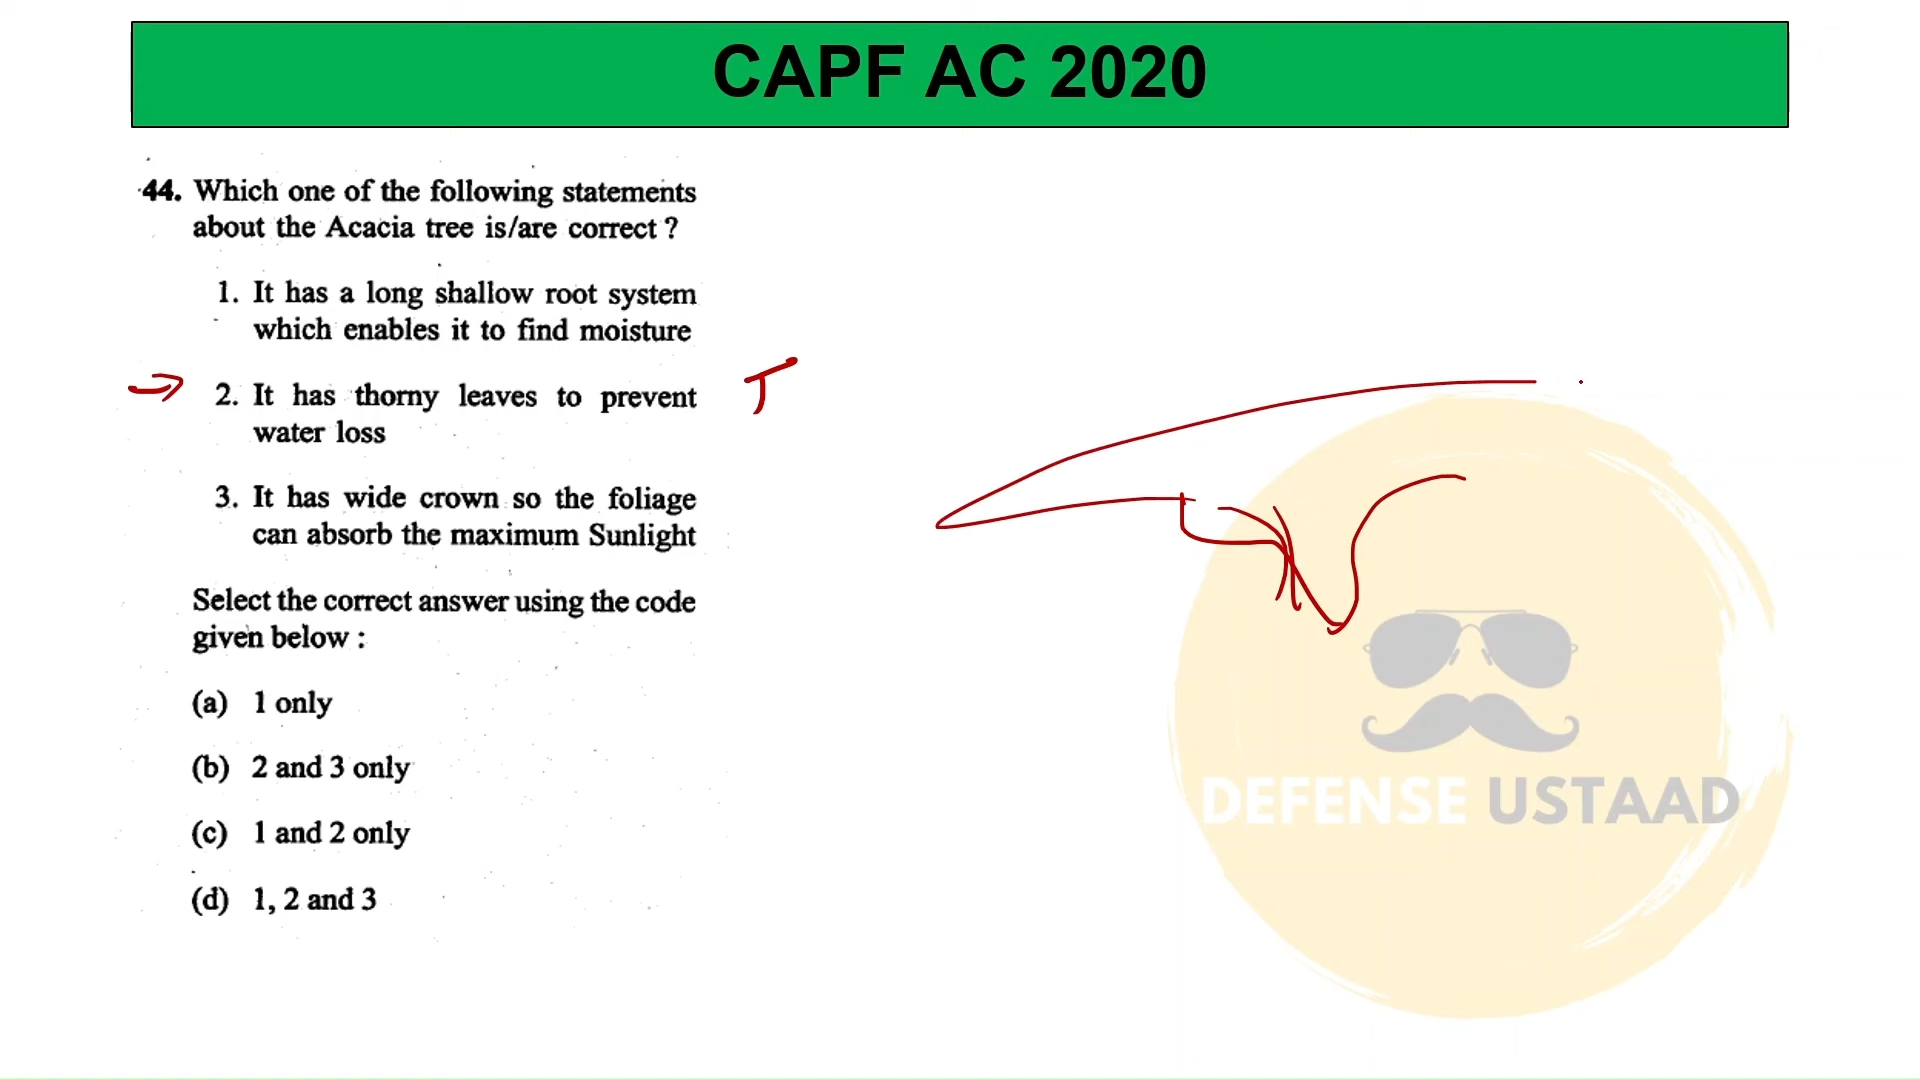 CAPF AC 2020
44. Which one of the following statements
about the Acacia tree is/are correct ?
1. It has a long shallow root system
which enables it to find moisture
2. It has thorny leaves to prevent
water loss
T
3. It has wide crown so the foliage
can absorb the maximum Sunlight
Select the correct answer using the code
given below :
(a) 1 only
(b) 2 and 3 only
(c) 1 and 2 only
(d) 1, 2 and 3
DEFENSE USTAAD